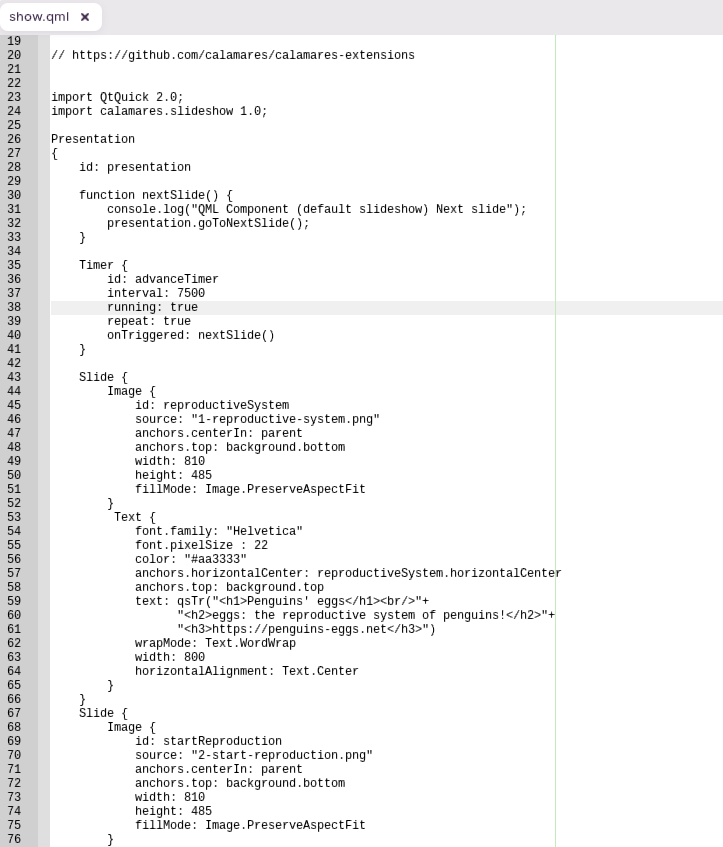 show.qml ×
19
20 // https://github.com/calamares/calamares-extensions
21
22
23 import QtQuick 2.0;
24 import calamares.slideshow 1.0;
25
26 Presentation
27 {
28     id: presentation
29
30     function nextSlide() {
31         console.log("QML Component (default slideshow) Next slide");
32         presentation.goToNextSlide();
33     }
34
35     Timer {
36         id: advanceTimer
37         interval: 7500
38         running: true
39         repeat: true
40         onTriggered: nextSlide()
41     }
42
43     Slide {
44         Image {
45             id: reproductiveSystem
46             source: "1-reproductive-system.png"
47             anchors.centerIn: parent
48             anchors.top: background.bottom
49             width: 810
50             height: 485
51             fillMode: Image.PreserveAspectFit
52         }
53          Text {
54             font.family: "Helvetica"
55             font.pixelSize : 22
56             color: "#aa3333"
57             anchors.horizontalCenter: reproductiveSystem.horizontalCenter
58             anchors.top: background.top
59             text: qsTr("<h1>Penguins' eggs</h1><br/>"+
60                   "<h2>eggs: the reproductive system of penguins!</h2>"+
61                   "<h3>https://penguins-eggs.net</h3>")
62             wrapMode: Text.WordWrap
63             width: 800
64             horizontalAlignment: Text.Center
65         }
66     }
67     Slide {
68         Image {
69             id: startReproduction
70             source: "2-start-reproduction.png"
71             anchors.centerIn: parent
72             anchors.top: background.bottom
73             width: 810
74             height: 485
75             fillMode: Image.PreserveAspectFit
76         }